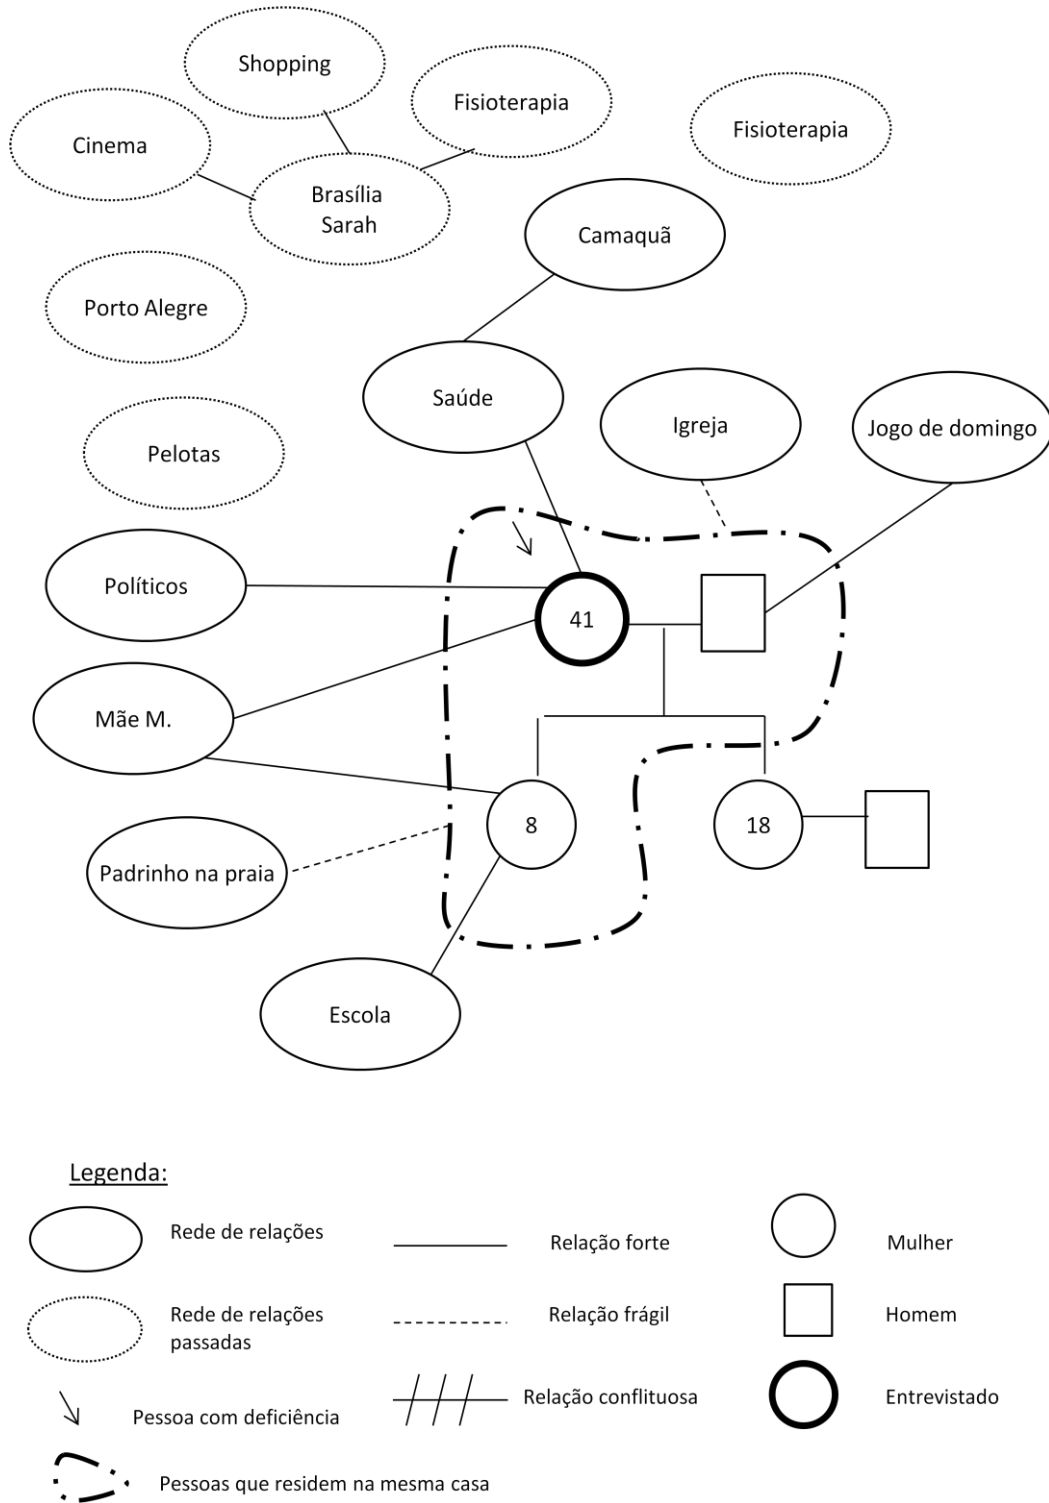 Shopping
Fisioterapia
Cinema
Fisioterapia
Brasília
Sarah
Camaquã
Porto Alegre
Saúde
Igreja
Jogo de domingo
Pelotas
Políticos
41
Mãe M.
8
18
Padrinho na praia
Escola
Legenda:
Rede de relações
Relação forte
Mulher
Rede de relações
passadas
Relação frágil
Homem
Pessoa com deficiência
Relação conflituosa
Entrevistado
Pessoas que residem na mesma casa